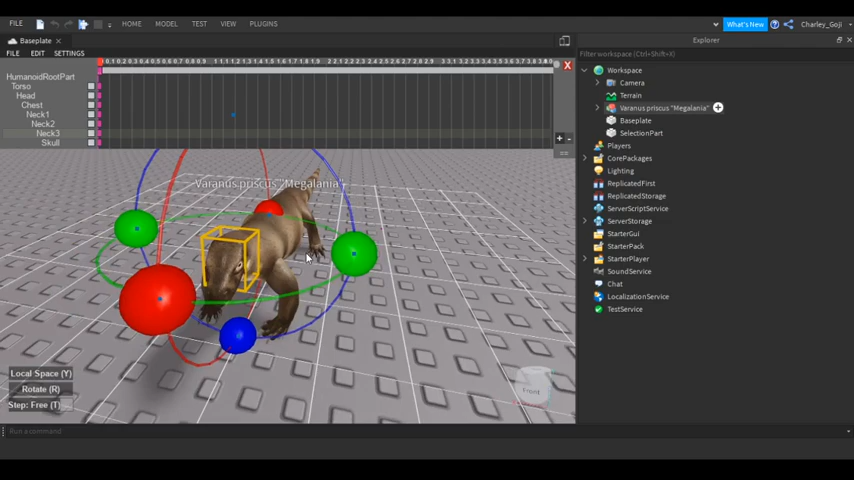 FILE
HOME
MODEL
TEST
VIEW
PLUGINS
What's New
Charley_Goji
Baseplate
FILE
EDIT
SETTINGS
HumanoidRootPart
Torso
Head
Chest
Neck1
Neck2
Neck3
Skull
Varanus priscus "Megalania"
Local Space (Y)
Rotate (R)
Step: Free (T)
Front
Run a command
Explorer
Filter workspace (Ctrl+Shift+X)
Workspace
Camera
Terrain
Varanus priscus "Megalania"
Baseplate
SelectionPart
Players
CorePackages
Lighting
ReplicatedFirst
ReplicatedStorage
ServerScriptService
ServerStorage
StarterGui
StarterPack
StarterPlayer
SoundService
Chat
LocalizationService
TestService